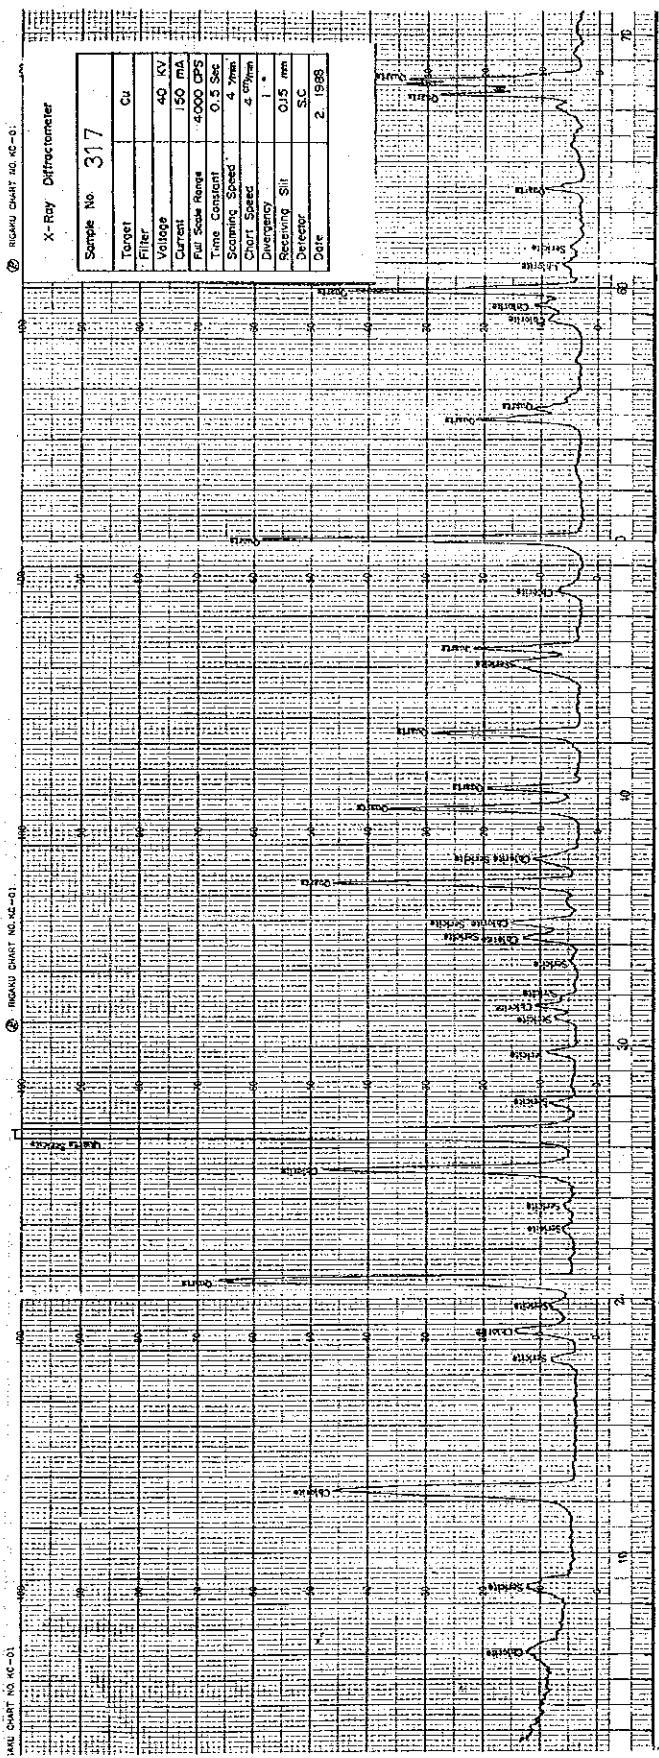 RIGAKU CHART NO. KC-01
X-Ray Diffractometer
Sample No. 317
Target Cu
Filter
Voltage 40 KV
Current 150 mA
Full Scale Range 4000 CPS
Time Constant 0.5 Sec
Scanning Speed 4 °/min
Chart Speed 4 cm/min
Divergency 1 °
Receiving Slit 0.15 mm
Detector S.C
Date 2. 1988
Quartz
Quartz
Quartz
Sericite
Quartz
Chlorite
Chlorite
Quartz
Quartz
Quartz
Chlorite
Quartz
Sericite
Quartz
Quartz
Quartz
Chlorite Sericite
Quartz
RIGAKU CHART NO. KC-01
Chlorite Sericite
Chlorite Sericite
Sericite
Sericite
Chlorite
Sericite
Sericite
Sericite
Quartz Sericite
Chlorite
Sericite
Sericite
Quartz
Sericite
Chlorite
Sericite
Chlorite
Sericite
Chlorite
CHART NO. KC-01
70
60
40
30
20
10